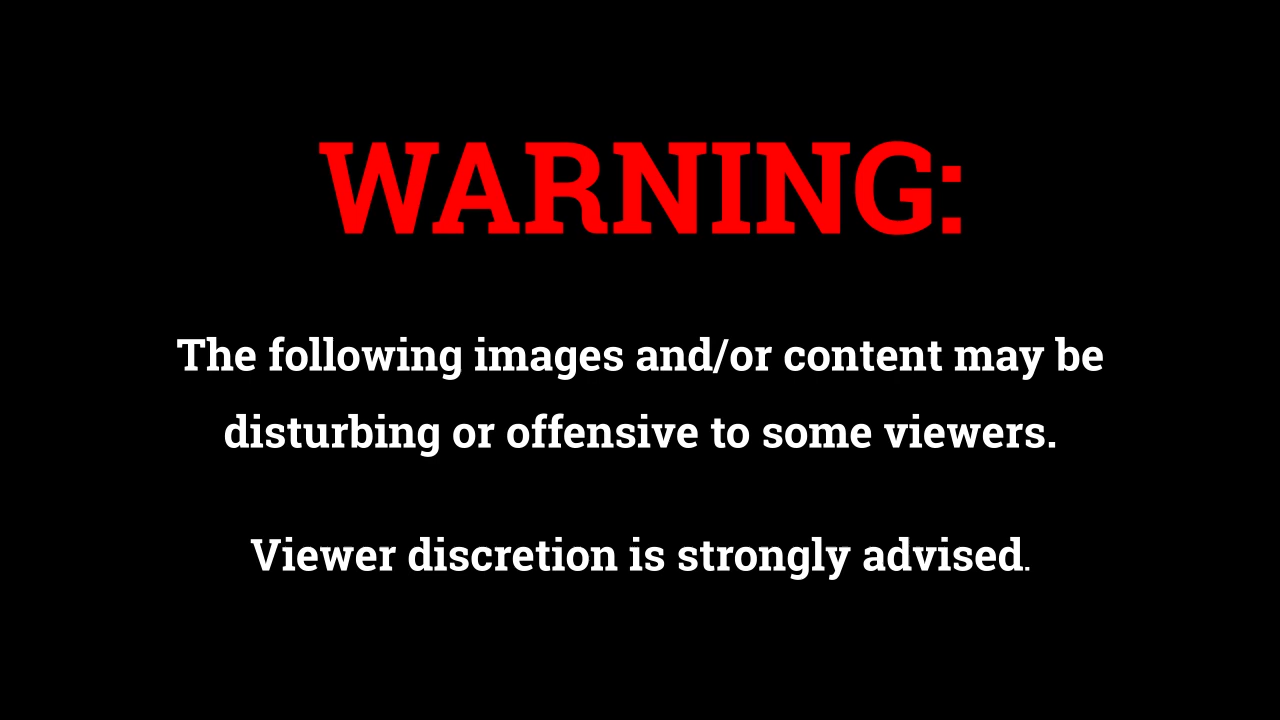 WARNING:
The following images and/or content may be
disturbing or offensive to some viewers.
Viewer discretion is strongly advised.